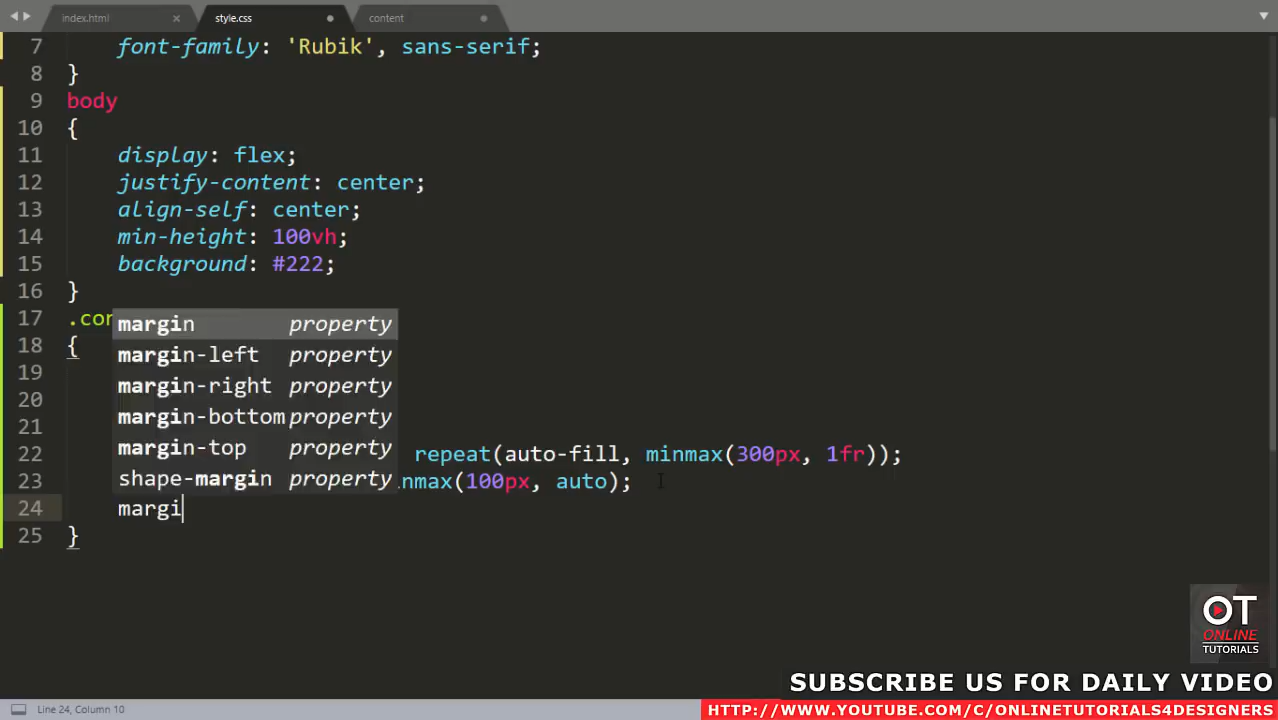 index.html × style.css content
7 font-family: 'Rubik', sans-serif;
8 }
9 body
10 {
11 display: flex;
12 justify-content: center;
13 align-self: center;
14 min-height: 100vh;
15 background: #222;
16 }
17 .con
18 {
19
20
21
22 repeat(auto-fill, minmax(300px, 1fr));
23 nmax(100px, auto);
24 margi
25 }
margin property
margin-left property
margin-right property
margin-bottom property
margin-top property
shape-margin property
OT
ONLINE
TUTORIALS
SUBSCRIBE US FOR DAILY VIDEO
HTTP://WWW.YOUTUBE.COM/C/ONLINETUTORIALS4DESIGNERS
Line 24, Column 10